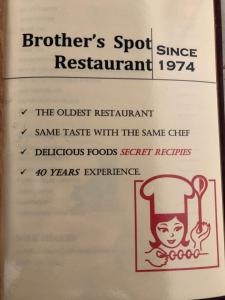 Brother's Spot
Restaurant
SINCE
1974
✓ THE OLDEST RESTAURANT
✓ SAME TASTE WITH THE SAME CHEF
✓ DELICIOUS FOODS SECRET RECIPIES
✓ 40 YEARS EXPERIENCE.